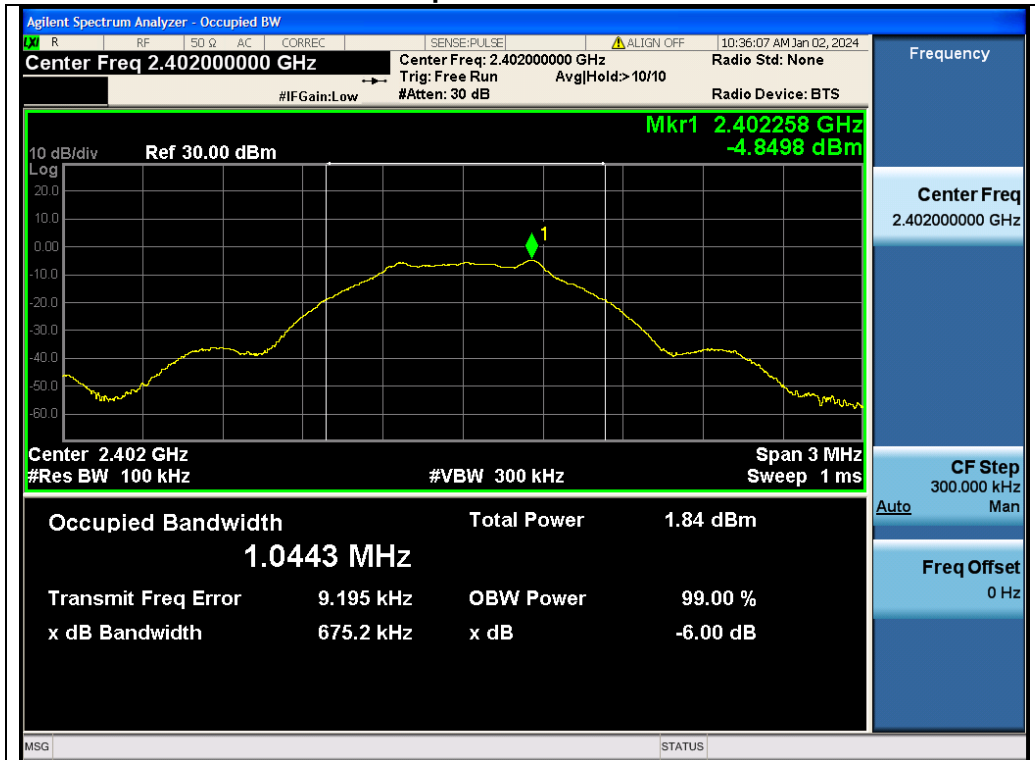 Agilent Spectrum Analyzer - Occupied BW
LXI R RF 50 Ω AC CORREC SENSE:PULSE ALIGN OFF 10:36:07 AM Jan 02, 2024
Center Freq 2.402000000 GHz
Center Freq: 2.402000000 GHz
Radio Std: None
Trig: Free Run Avg|Hold:>10/10
#IFGain:Low
#Atten: 30 dB
Radio Device: BTS
Mkr1 2.402258 GHz
-4.8498 dBm
10 dB/div Ref 30.00 dBm
Log
20.0
10.0
0.00
-10.0
-20.0
-30.0
-40.0
-50.0
-60.0
1
Center 2.402 GHz Span 3 MHz
#Res BW 100 kHz #VBW 300 kHz Sweep 1 ms
Occupied Bandwidth Total Power 1.84 dBm
1.0443 MHz
Transmit Freq Error 9.195 kHz OBW Power 99.00 %
x dB Bandwidth 675.2 kHz x dB -6.00 dB
Frequency
Center Freq
2.402000000 GHz
CF Step
300.000 kHz
Auto Man
Freq Offset
0 Hz
MSG STATUS